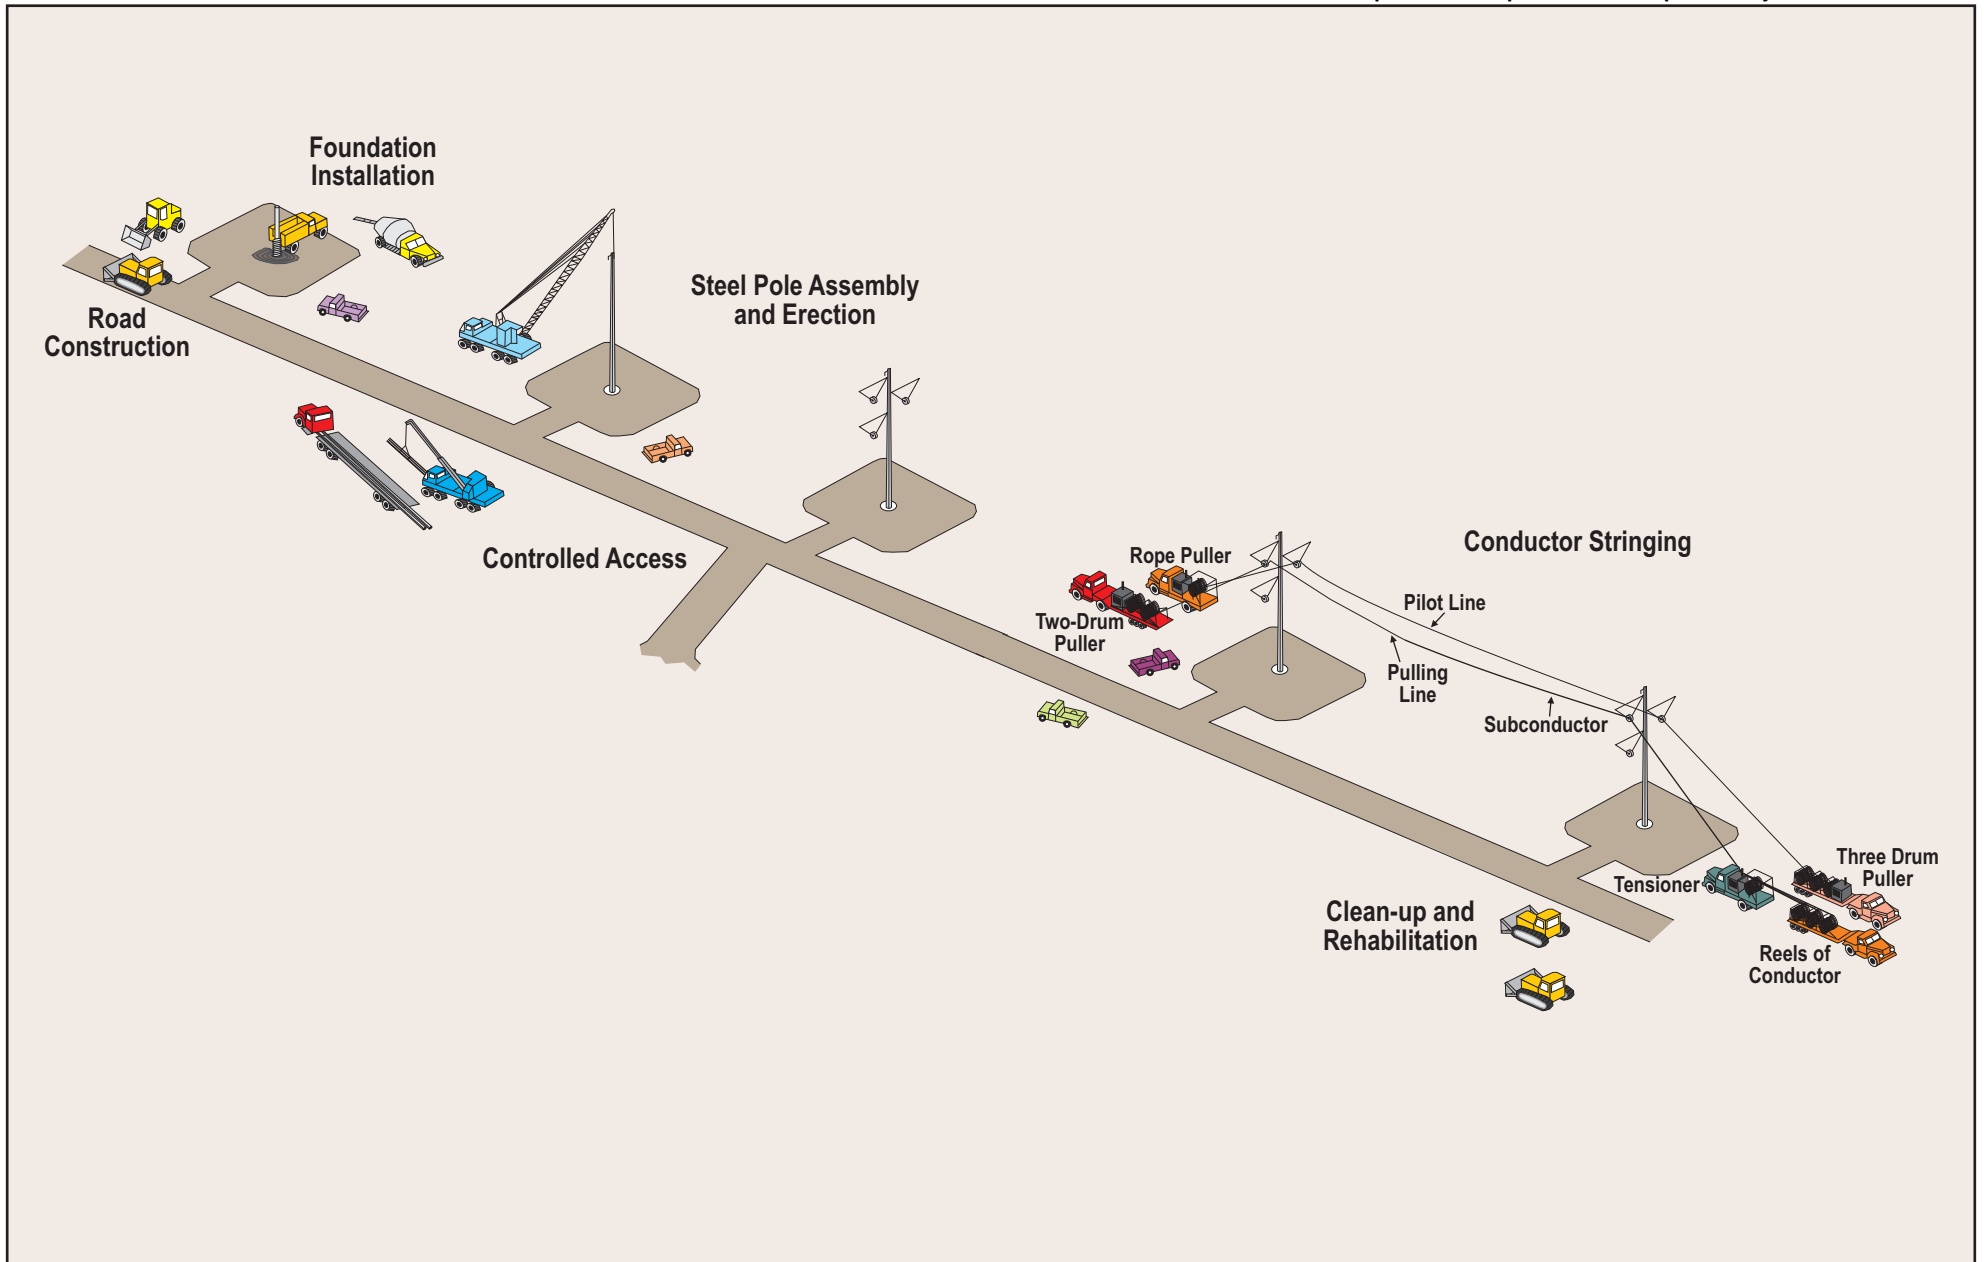 Foundation
Installation
Road
Construction
Steel Pole Assembly
and Erection
Controlled Access
Conductor Stringing
Rope Puller
Two-Drum
Puller
Pilot Line
Pulling
Line
Subconductor
Tensioner
Three Drum
Puller
Reels of
Conductor
Clean-up and
Rehabilitation